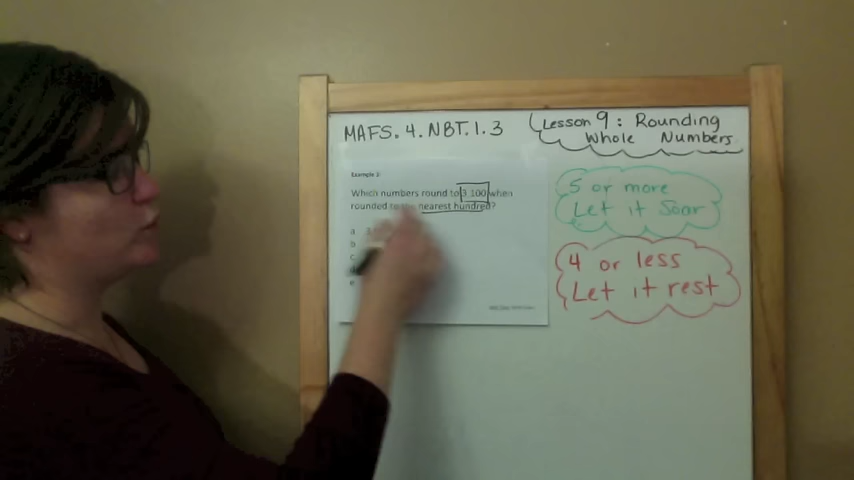 MAFS.4.NBT.1.3
Lesson 9: Rounding
Whole Numbers
Example 2:
Which numbers round to 3,100 when
rounded to the nearest hundred?
a
b
c
e
5 or more
Let it Soar
4 or less
Let it rest